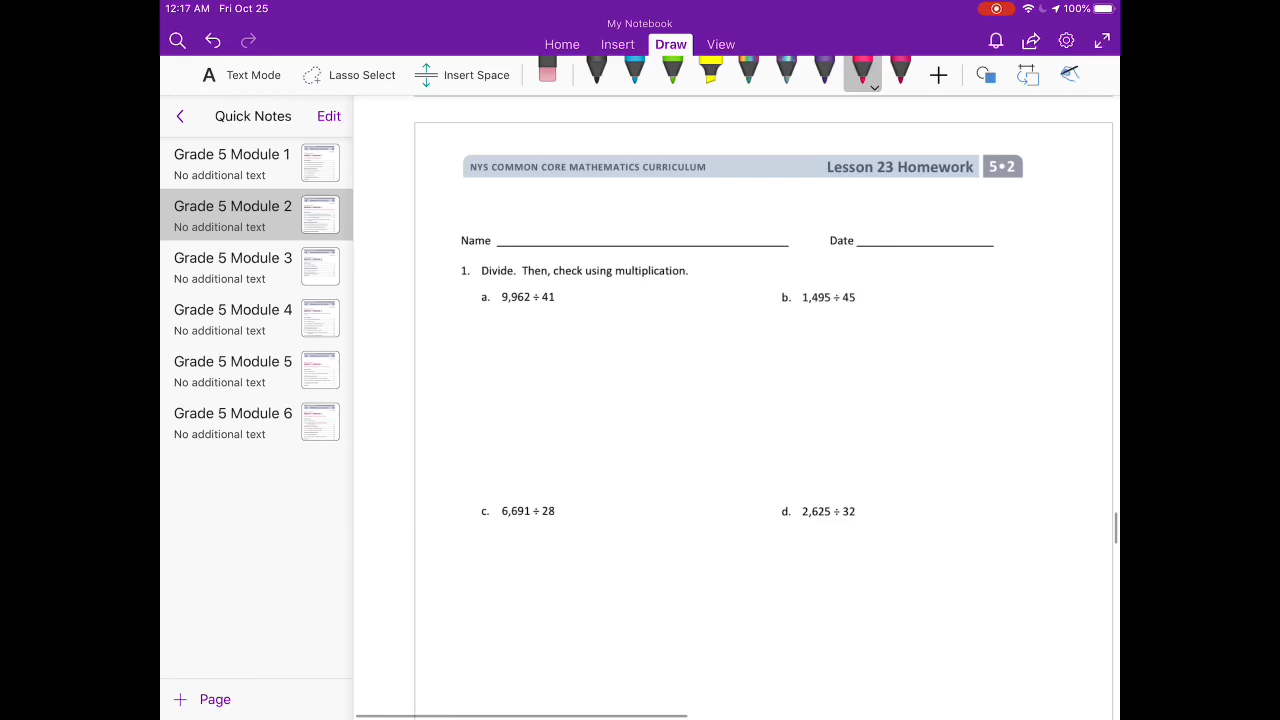 12:17 AM Fri Oct 25
100%
My Notebook
Home Insert Draw View
A Text Mode Lasso Select Insert Space
Quick Notes Edit
Grade 5 Module 1
No additional text
Grade 5 Module 2
No additional text
Grade 5 Module 3
No additional text
Grade 5 Module 4
No additional text
Grade 5 Module 5
No additional text
Grade 5 Module 6
No additional text
+ Page
NYS COMMON CORE MATHEMATICS CURRICULUM Lesson 23 Homework 5•2
Name Date
1. Divide. Then, check using multiplication.
a. 9,962 ÷ 41 b. 1,495 ÷ 45
c. 6,691 ÷ 28 d. 2,625 ÷ 32